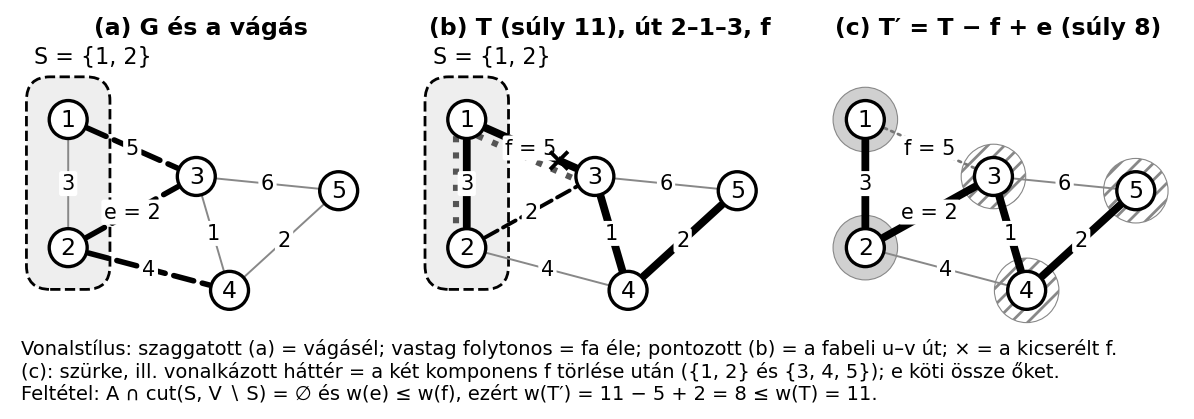 (a) G és a vágás
S = {1, 2}
1
5
3
3
6
5
e = 2
2
1
2
4
4
(b) T (súly 11), út 2–1–3, f
S = {1, 2}
1
f = 5
3
3
6
5
2
2
1
2
4
4
(c) T′ = T − f + e (súly 8)
1
f = 5
3
3
6
5
e = 2
2
1
2
4
4
Vonalstílus: szaggatott (a) = vágásél; vastag folytonos = fa éle; pontozott (b) = a fabeli u–v út; × = a kicserélt f.
(c): szürke, ill. vonalkázott háttér = a két komponens f törlése után ({1, 2} és {3, 4, 5}); e köti össze őket.
Feltétel: A ∩ cut(S, V \ S) = ∅ és w(e) ≤ w(f), ezért w(T′) = 11 − 5 + 2 = 8 ≤ w(T) = 11.